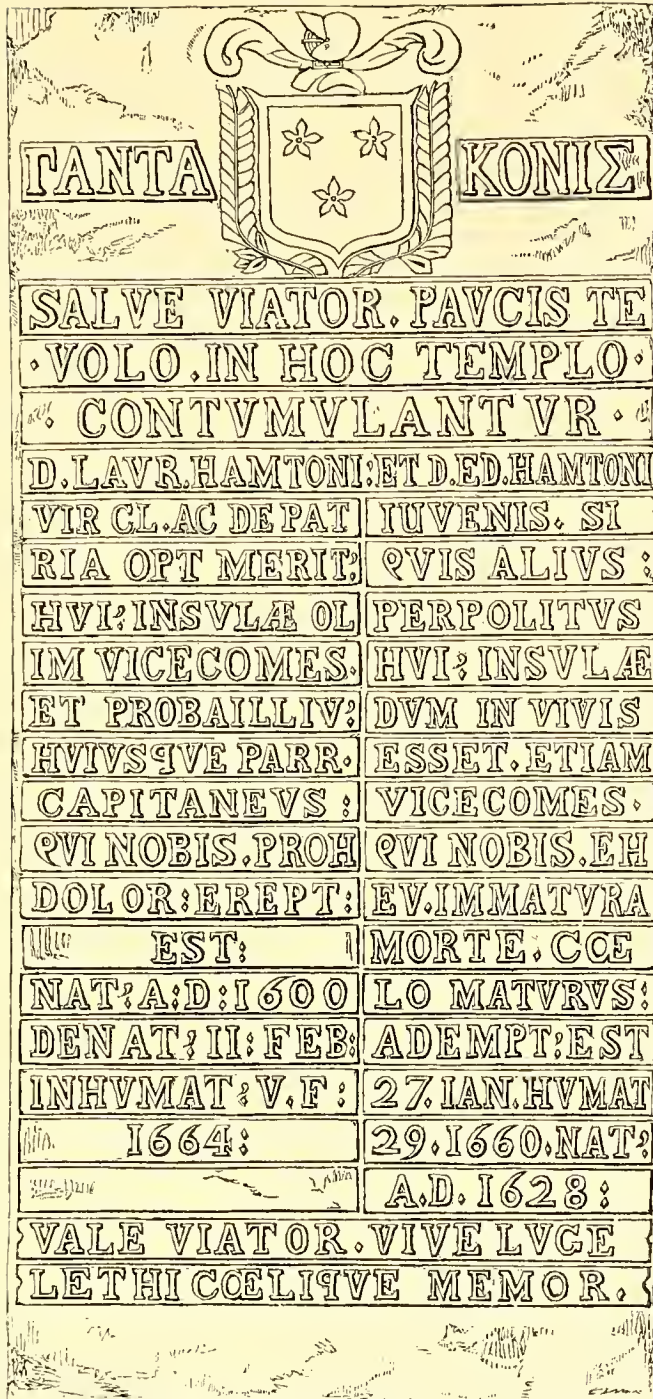 ΓΑΝΤΑ ΚΟΝΙΣ
SALVE VIATOR. PAVCIS TE
·VOLO.IN HOC TEMPLO·
· CONTVMVLANTVR ·
D.LAVR.HAMTONI:ET D.ED.HAMTONI
VIR CL.AC DE PAT
RIA OPT MERIT;
HVI; INSVLÆ OL
IM VICECOMES.
ET PROBAILLIV;
HVIVSQVE PARR.
CAPITANEVS :
QVI NOBIS.PROH
DOLOR:EREPT:
EST:
NAT; A:D:1600
DENAT; II: FEB:
INHVMAT; V.F:
1664:
IUVENIS. SI
QVIS ALIVS :
PERPOLITVS
HVI; INSVLÆ
DVM IN VIVIS
ESSET.ETIAM
VICECOMES.
QVI NOBIS.EH
EV.IMMATVRA
MORTE.CŒ
LO MATVRVS:
ADEMPT:EST
27.IAN.HVMAT
29.1660.NAT;
A.D.1628:
VALE VIATOR.VIVE LVCE
LETHI CŒLIQVE MEMOR.